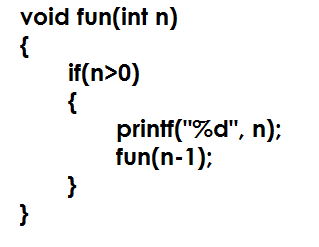 void fun(int n)
{
if(n>0)
{
printf("%d", n);
fun(n-1);
}
}